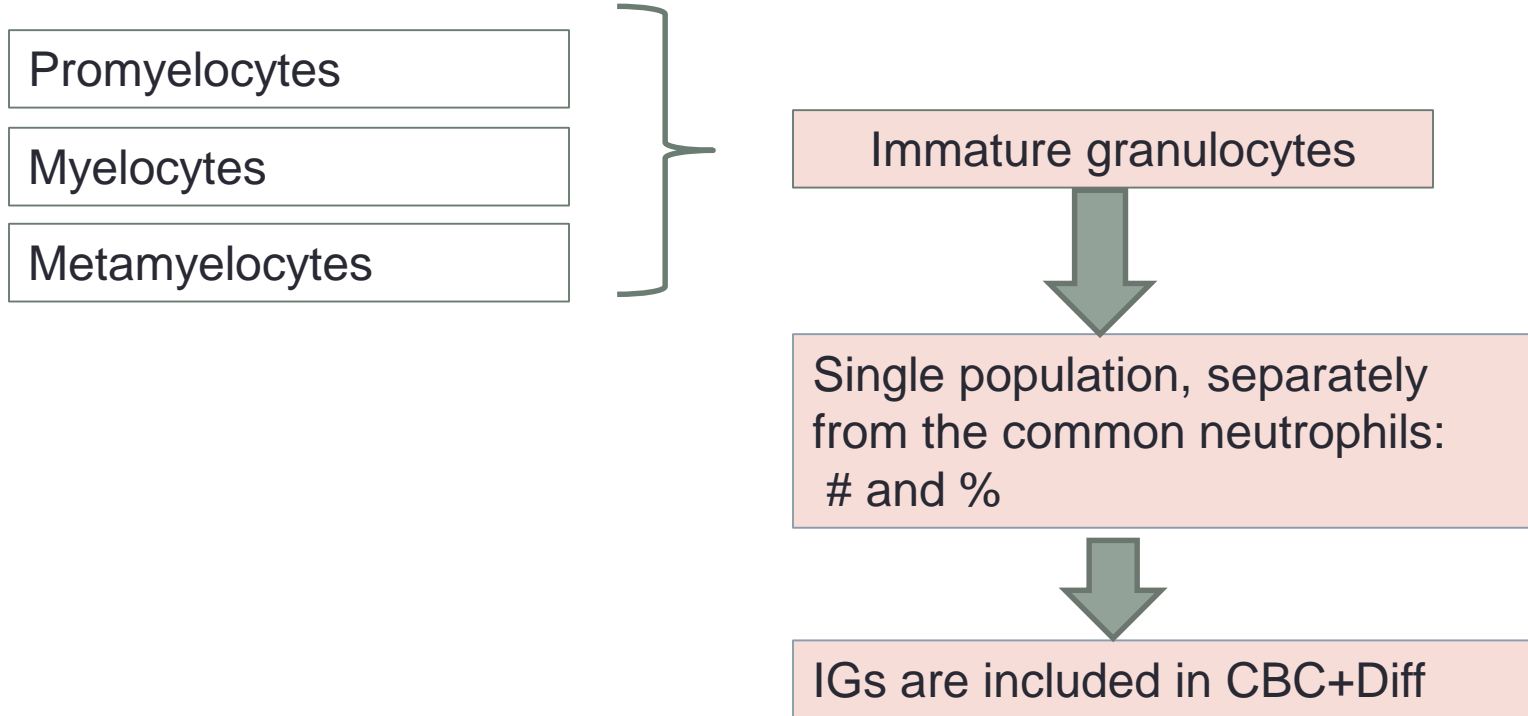 Promyelocytes
Myelocytes
Metamyelocytes
Immature granulocytes
Single population, separately
from the common neutrophils:
# and %
IGs are included in CBC+Diff